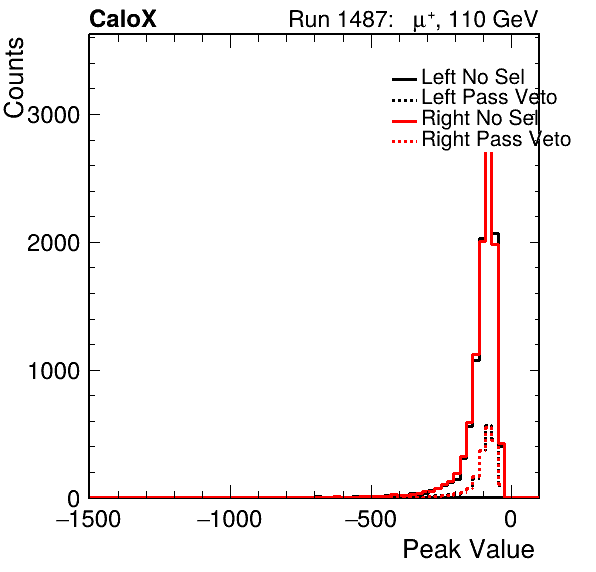 CaloX Run 1487: μ⁺, 110 GeV
Counts
Left No Sel
Left Pass Veto
Right No Sel
Right Pass Veto
3000
2000
1000
0
−1500 −1000 −500 0
Peak Value